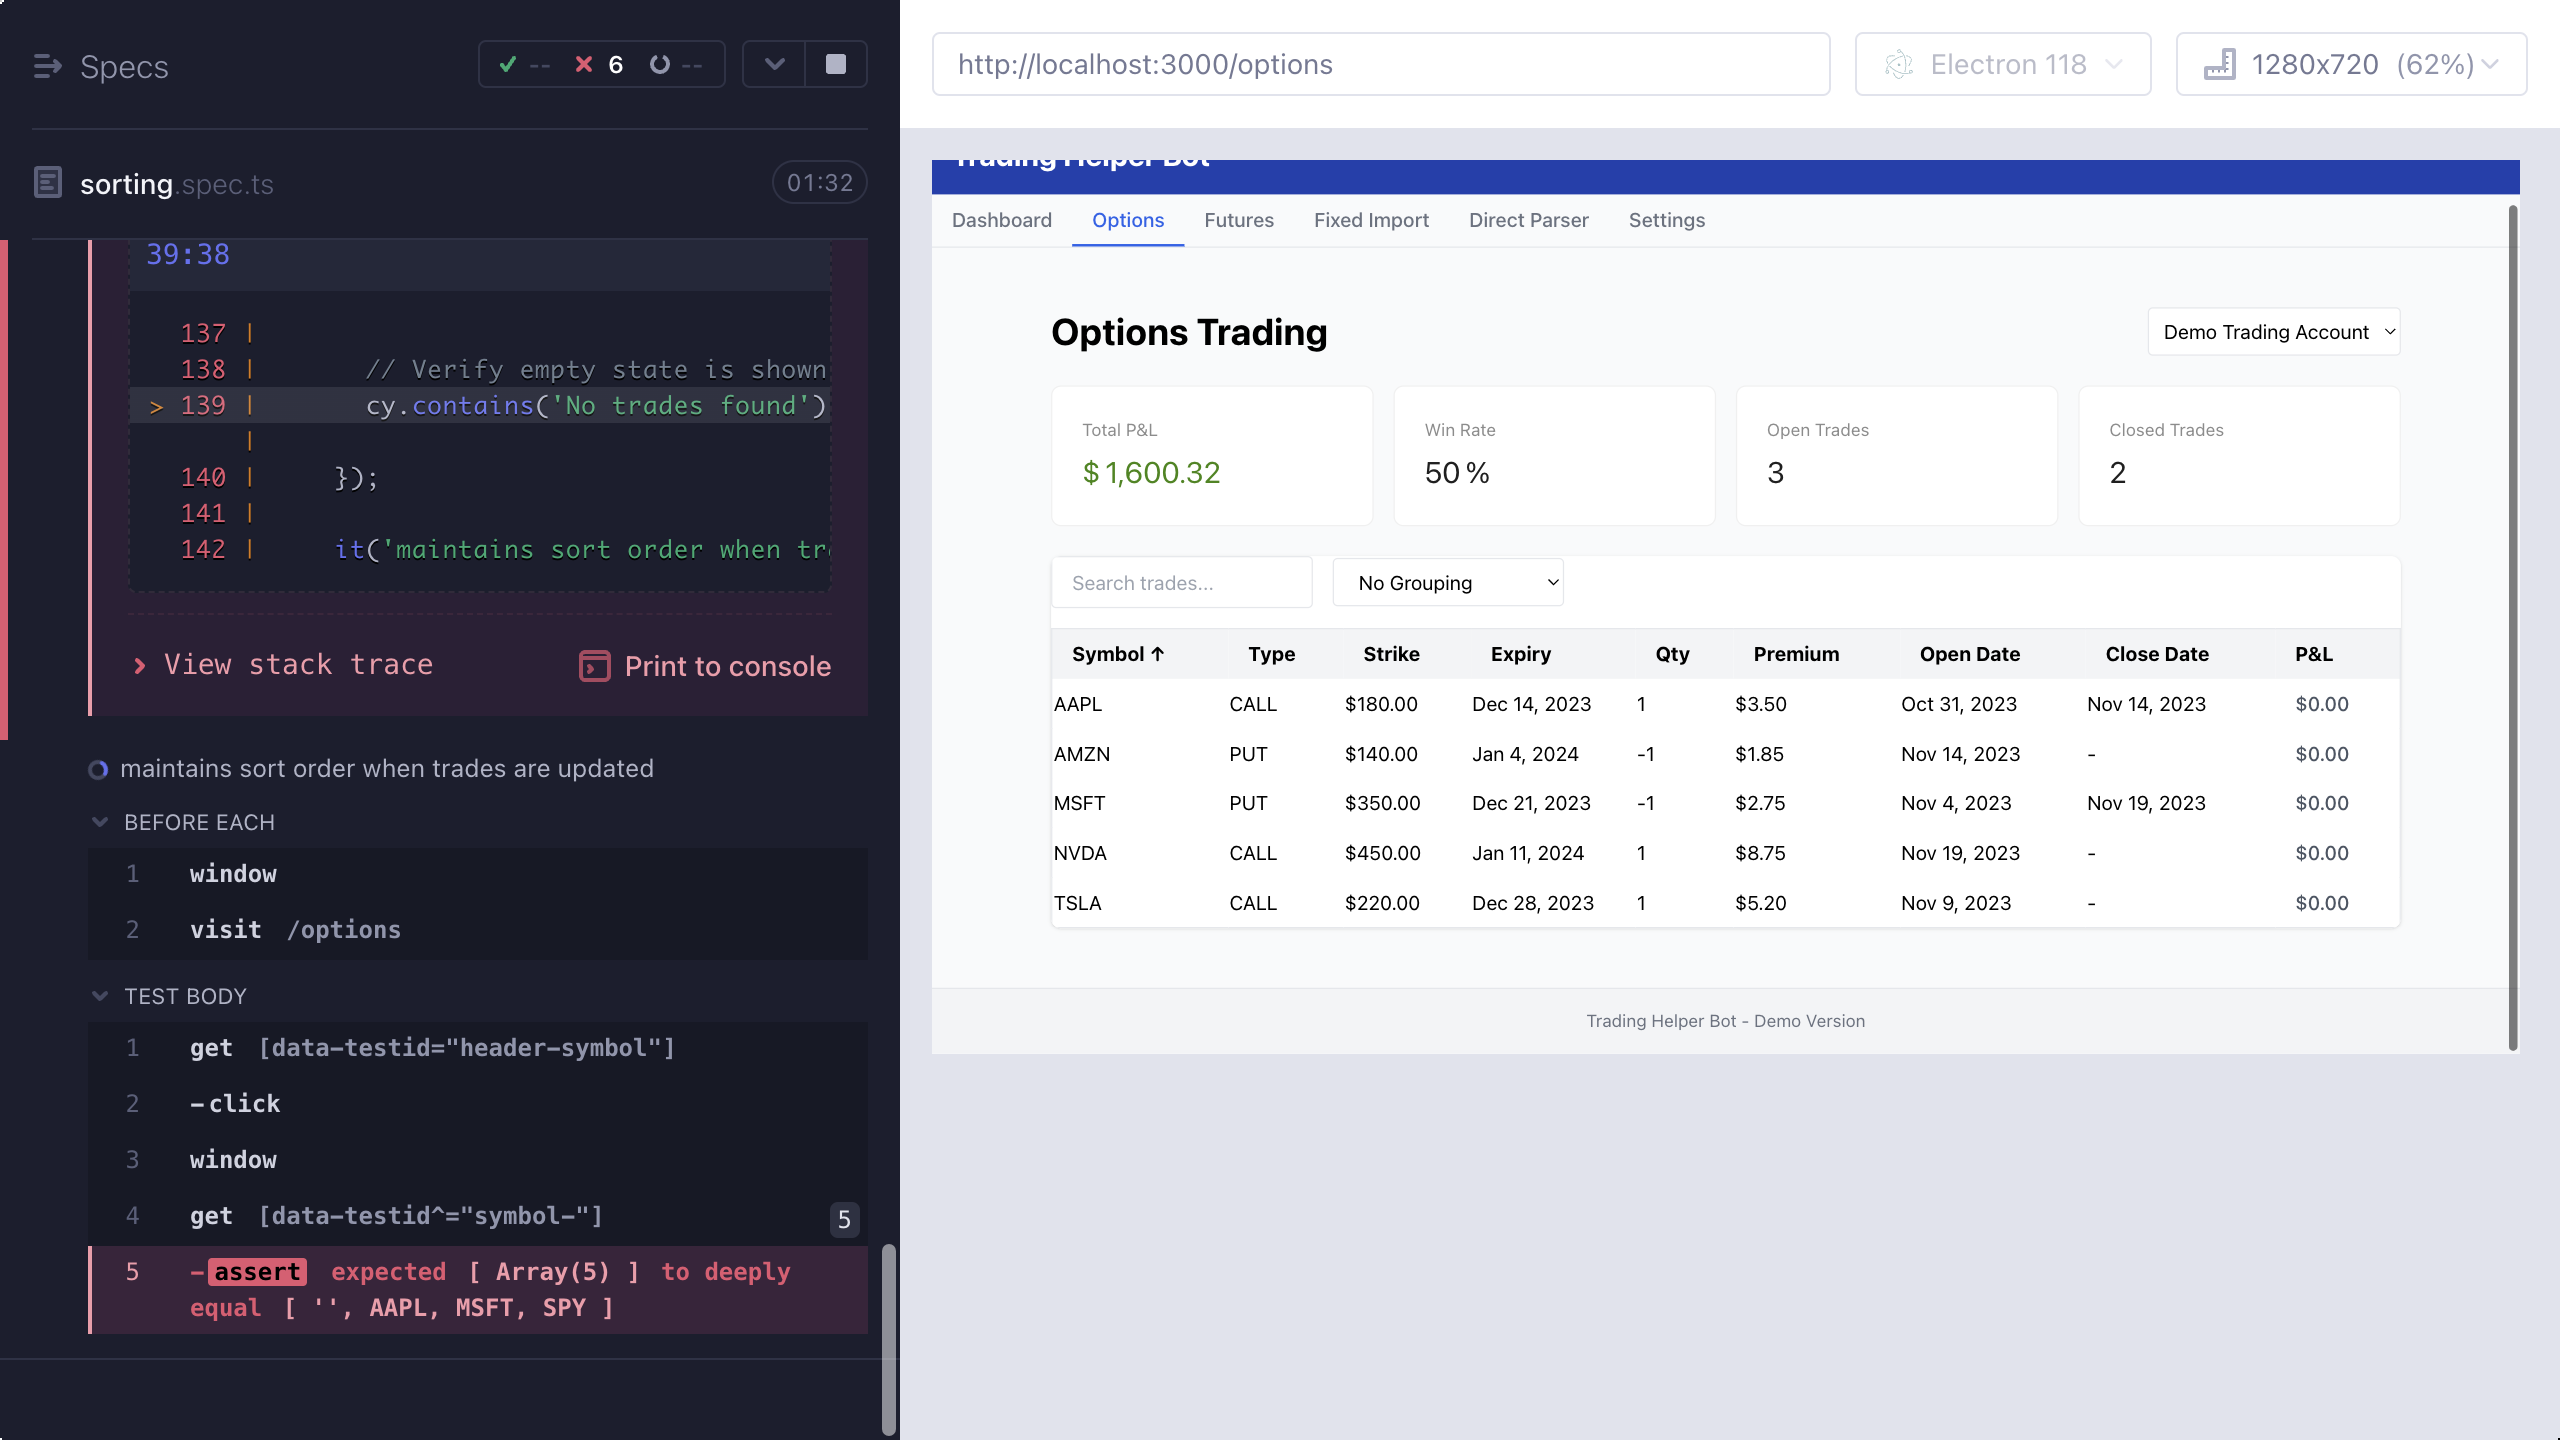 Specs
-- 6 --
sorting.spec.ts
01:32
39:38
137 |
138 | // Verify empty state is shown
> 139 | cy.contains('No trades found')
|
140 | });
141 |
142 | it('maintains sort order when tr
View stack trace
Print to console
maintains sort order when trades are updated
BEFORE EACH
1 window
2 visit /options
TEST BODY
1 get [data-testid="header-symbol"]
2 -click
3 window
4 get [data-testid^="symbol-"] 5
5 -assert expected [ Array(5) ] to deeply
equal [ '', AAPL, MSFT, SPY ]
http://localhost:3000/options
Electron 118
1280x720 (62%)
Trading Helper Bot
Dashboard Options Futures Fixed Import Direct Parser Settings
Options Trading
Demo Trading Account
Total P&L
$ 1,600.32
Win Rate
50 %
Open Trades
3
Closed Trades
2
Search trades...
No Grouping
Symbol ↑ Type Strike Expiry Qty Premium Open Date Close Date P&L
AAPL CALL $180.00 Dec 14, 2023 1 $3.50 Oct 31, 2023 Nov 14, 2023 $0.00
AMZN PUT $140.00 Jan 4, 2024 -1 $1.85 Nov 14, 2023 - $0.00
MSFT PUT $350.00 Dec 21, 2023 -1 $2.75 Nov 4, 2023 Nov 19, 2023 $0.00
NVDA CALL $450.00 Jan 11, 2024 1 $8.75 Nov 19, 2023 - $0.00
TSLA CALL $220.00 Dec 28, 2023 1 $5.20 Nov 9, 2023 - $0.00
Trading Helper Bot - Demo Version